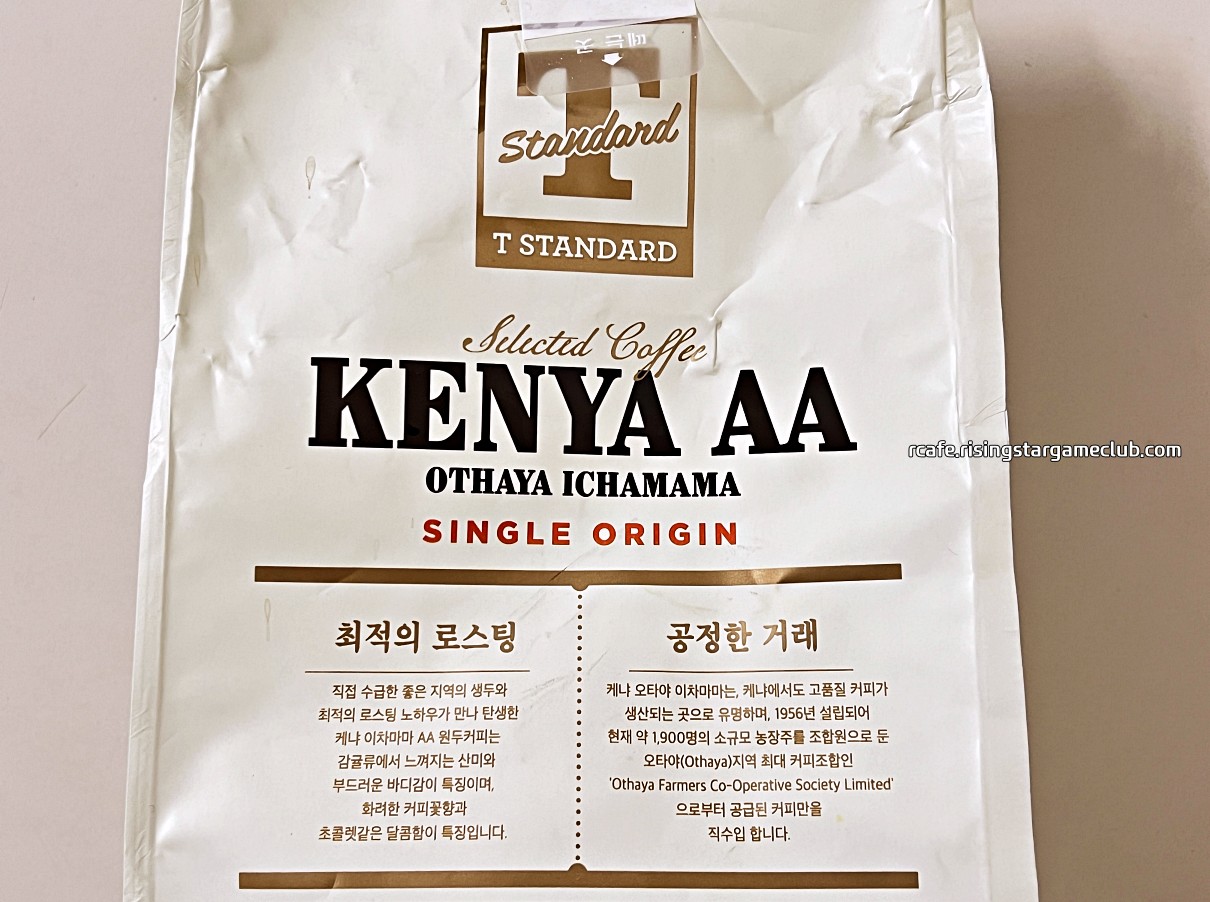 Standard
T
T STANDARD
Selected Coffee
KENYA AA
OTHAYA ICHAMAMA
SINGLE ORIGIN
최적의 로스팅
직접 수급한 좋은 지역의 생두와
최적의 로스팅 노하우가 만나 탄생한
케냐 이차마마 AA 원두커피는
감귤류에서 느껴지는 산미와
부드러운 바디감이 특징이며,
화려한 커피꽃향과
초콜렛같은 달콤함이 특징입니다.
공정한 거래
케냐 오타야 이차마마는, 케냐에서도 고품질 커피가
생산되는 곳으로 유명하며, 1956년 설립되어
현재 약 1,900명의 소규모 농장주를 조합원으로 둔
오타야(Othaya)지역 최대 커피조합인
'Othaya Farmers Co-Operative Society Limited'
으로부터 공급된 커피만을
직수입 합니다.
rcafe.risingstargameclub.com